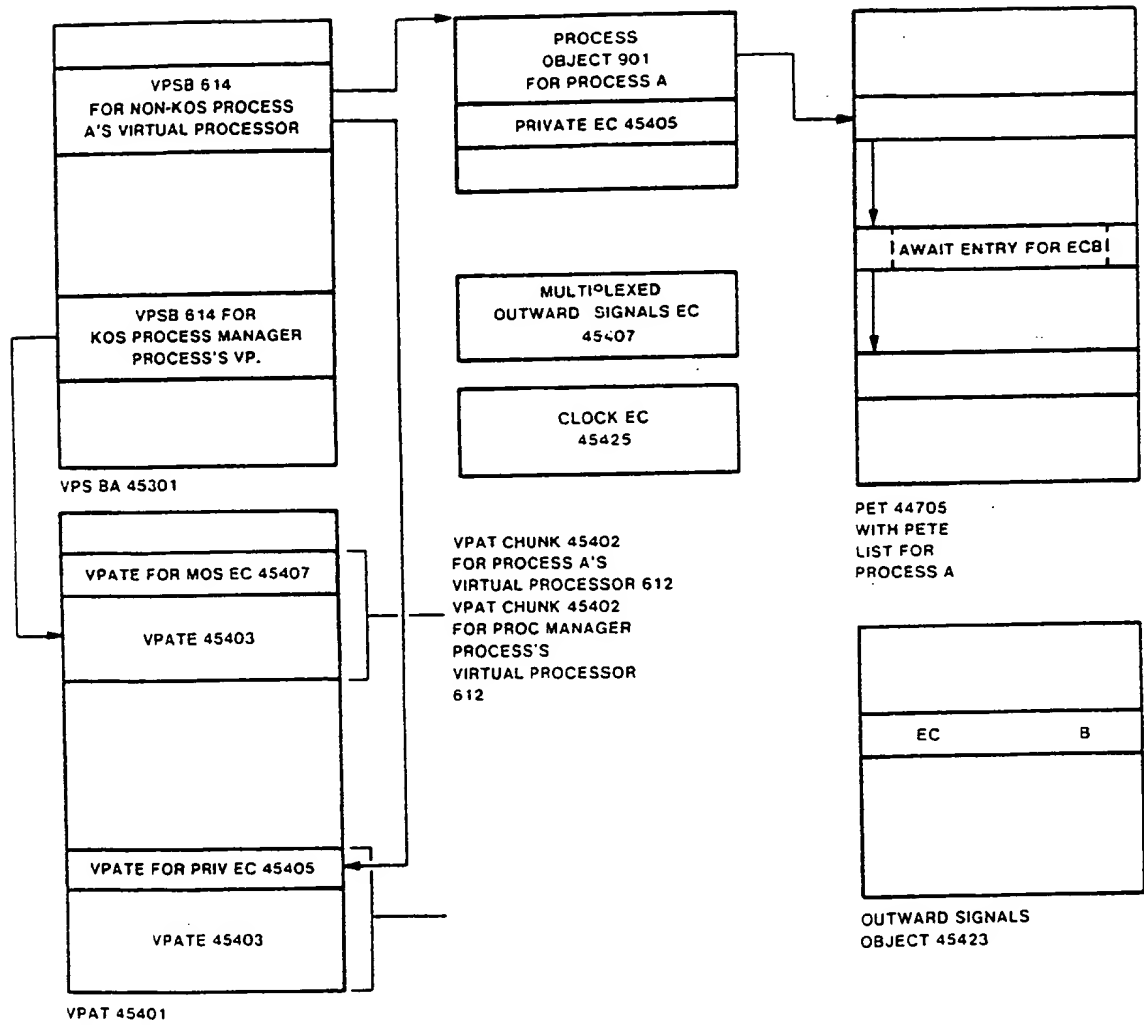 VPSB 614
FOR NON-KOS PROCESS
A'S VIRTUAL PROCESSOR
VPSB 614 FOR
KOS PROCESS MANAGER
PROCESS'S VP.
VPS BA 45301
PROCESS
OBJECT 901
FOR PROCESS A
PRIVATE EC 45405
MULTIPLEXED
OUTWARD SIGNALS EC
45407
CLOCK EC
45425
AWAIT ENTRY FOR ECB
PET 44705
WITH PETE
LIST FOR
PROCESS A
VPATE FOR MOS EC 45407
VPATE 45403
VPATE FOR PRIV EC 45405
VPATE 45403
VPAT 45401
VPAT CHUNK 45402
FOR PROCESS A'S
VIRTUAL PROCESSOR 612
VPAT CHUNK 45402
FOR PROC MANAGER
PROCESS'S
VIRTUAL PROCESSOR
612
EC B
OUTWARD SIGNALS
OBJECT 45423